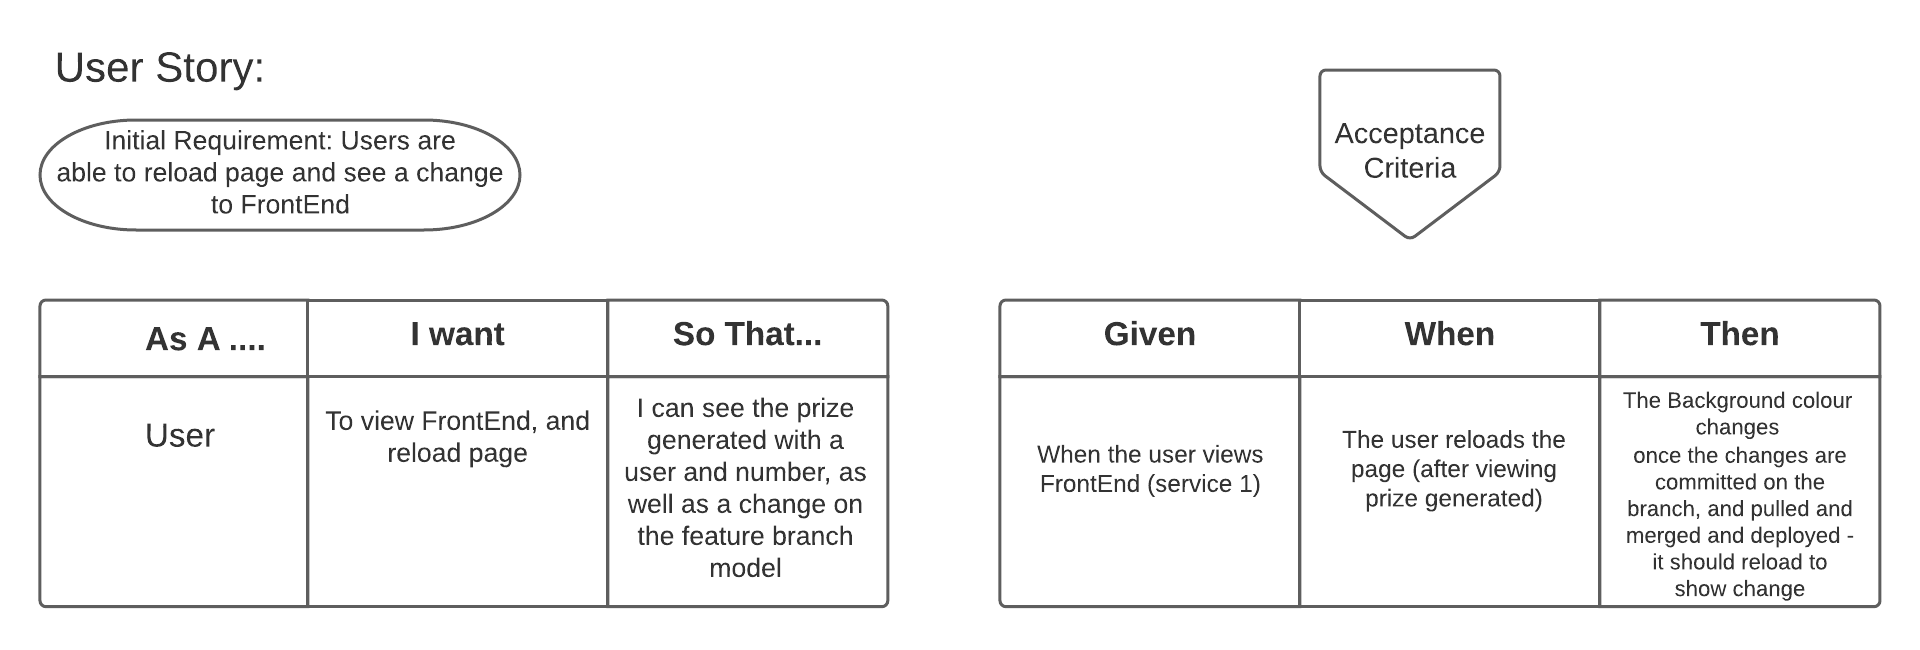 User Story:
Initial Requirement: Users are
able to reload page and see a change
to FrontEnd
Acceptance
Criteria
As A ....
I want
So That...
User
To view FrontEnd, and
reload page
I can see the prize
generated with a
user and number, as
well as a change on
the feature branch
model
Given
When
Then
When the user views
FrontEnd (service 1)
The user reloads the
page (after viewing
prize generated)
The Background colour
changes
once the changes are
committed on the
branch, and pulled and
merged and deployed -
it should reload to
show change